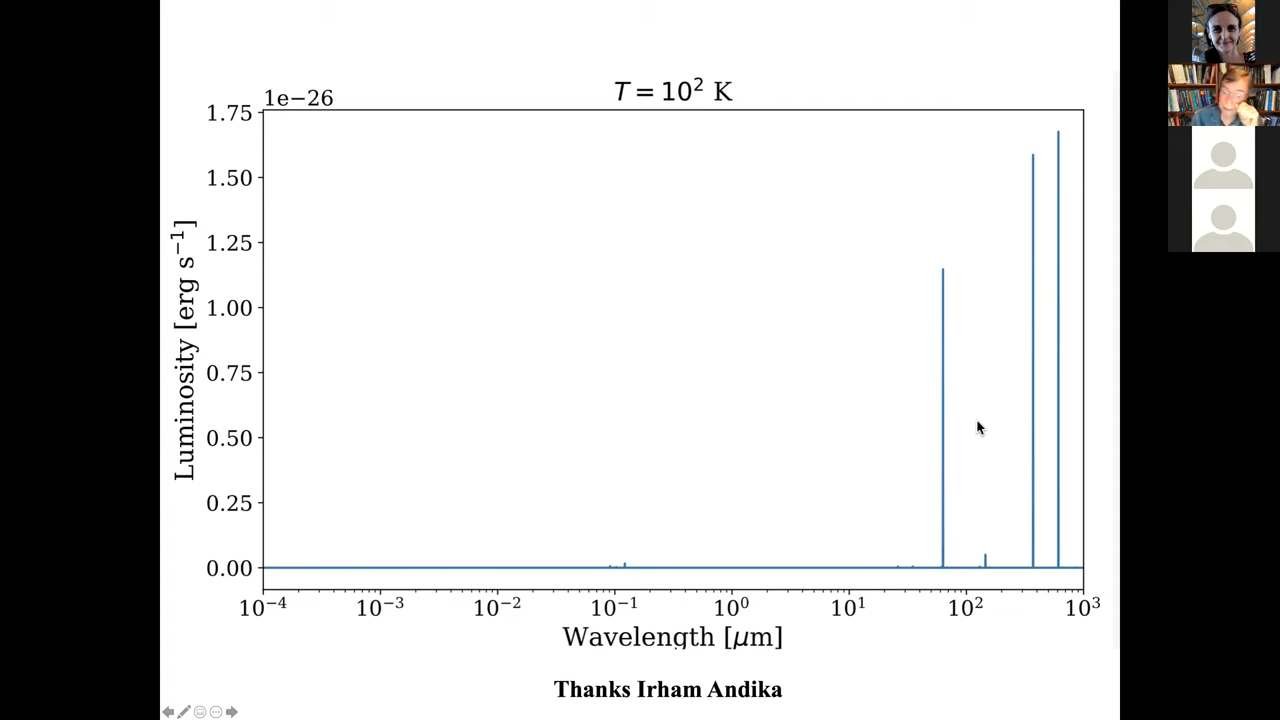 T = 10² K
1e−26
1.75
1.50
1.25
1.00
0.75
0.50
0.25
0.00
Luminosity [erg s⁻¹]
10⁻⁴ 10⁻³ 10⁻² 10⁻¹ 10⁰ 10¹ 10² 10³
Wavelength [μm]
Thanks Irham Andika